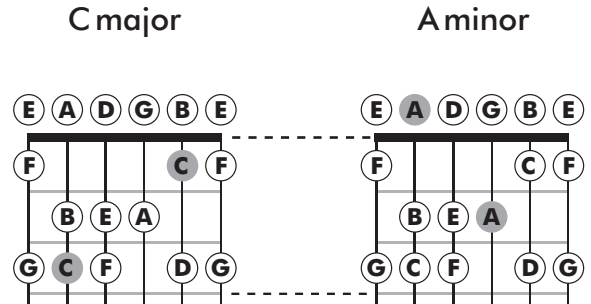 C major A minor
E A D G B E E A D G B E
F C F F C F
B E A B E A
G C F D G G C F D G